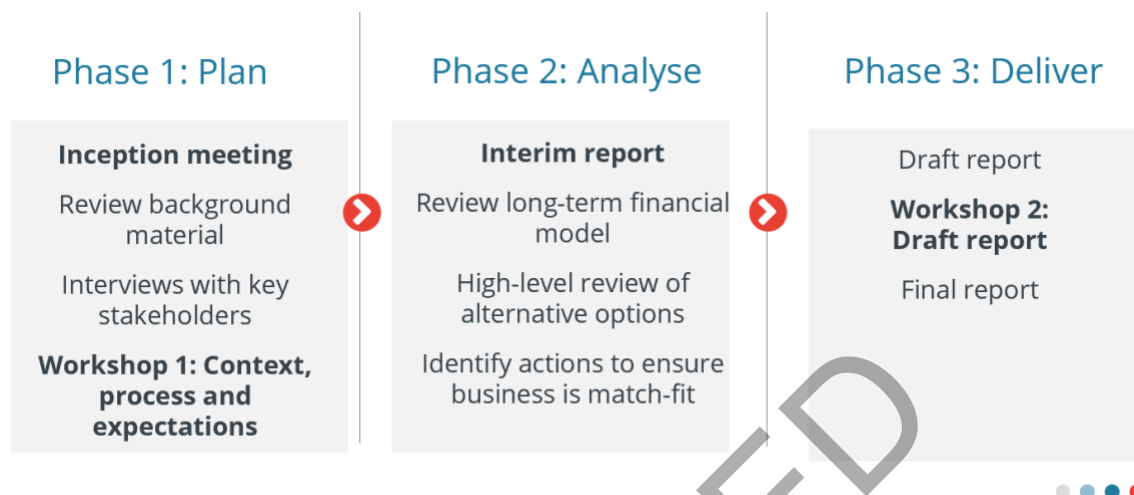 Phase 1: Plan
Inception meeting
Review background
material
Interviews with key
stakeholders
Workshop 1: Context,
process and
expectations
Phase 2: Analyse
Interim report
Review long-term financial
model
High-level review of
alternative options
Identify actions to ensure
business is match-fit
Phase 3: Deliver
Draft report
Workshop 2:
Draft report
Final report